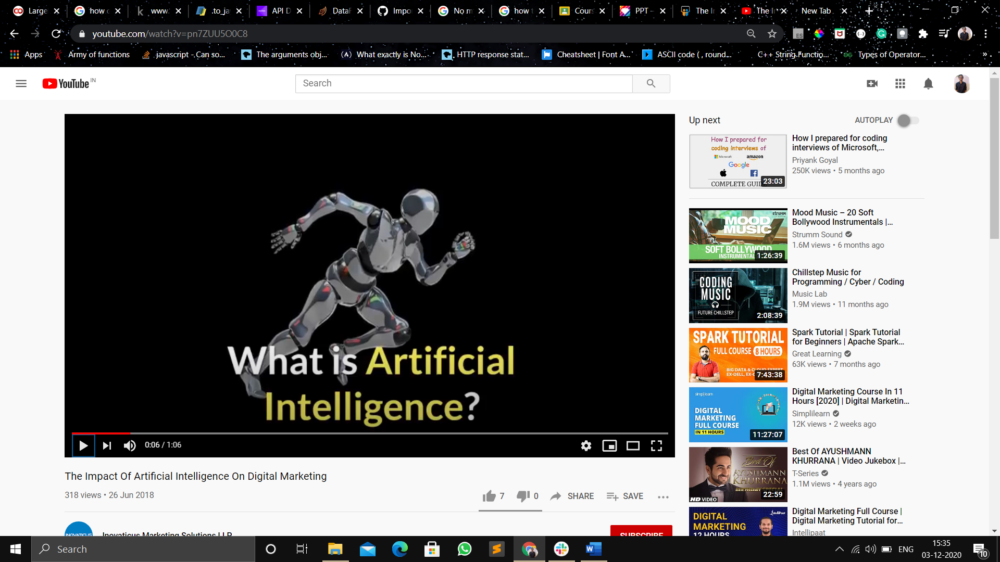 Large
how c
www.
.to_ja
API D
DataF
Impo
No m
how t
Cours
PPT –
The I
The I
New Tab
youtube.com/watch?v=pn7ZUU5O0C8
Apps
Army of functions
javascript - Can so...
The arguments obj...
What exactly is No...
HTTP response stat...
Cheatsheet | Font A...
ASCII code ( , round...
C++ String Functio...
Types of Operator...
YouTube IN
Search
What is Artificial
Intelligence?
0:06 / 1:06
The Impact Of Artificial Intelligence On Digital Marketing
318 views • 26 Jun 2018
7
0
SHARE
SAVE
INOVATICUS
Inovaticus Marketing Solutions LLP
SUBSCRIBE
Up next
AUTOPLAY
How I prepared for
coding interviews of
Microsoft
amazon
Google
COMPLETE GUID
23:03
How I prepared for coding
interviews of Microsoft,...
Priyank Goyal
250K views • 5 months ago
strumm
MOOD
MUSIC
SOFT BOLLYWOOD
INSTRUMENTAL
1:26:39
Mood Music – 20 Soft
Bollywood Instrumentals |...
Strumm Sound
1.6M views • 6 months ago
CODING
MUSIC
FUTURE CHILLSTEP
2:08:39
Chillstep Music for
Programming / Cyber / Coding
Music Lab
1.9M views • 11 months ago
SPARK TUTORIAL
FULL COURSE 8 HOURS
BIG DATA & CLOUD EXPERT
EX-DELL, EX-C
7:43:38
Spark Tutorial | Spark Tutorial
for Beginners | Apache Spark...
Great Learning
63K views • 7 months ago
simplilearn
DIGITAL
MARKETING
FULL COURSE
IN 11 HOURS
11:27:07
Digital Marketing Course In 11
Hours [2020] | Digital Marketin...
Simplilearn
12K views • 2 weeks ago
Best Of
AYUSHMANN
KHURRANA
BIRTHDAY SPECIAL
HD VIDEO
22:59
Best Of AYUSHMANN
KHURRANA | Video Jukebox |...
T-Series
1.1M views • 4 years ago
IntelliPaat
DIGITAL
MARKETING
12 HOURS
Digital Marketing Full Course |
Digital Marketing Tutorial for...
Intellipaat
Search
ENG
15:35
03-12-2020
10